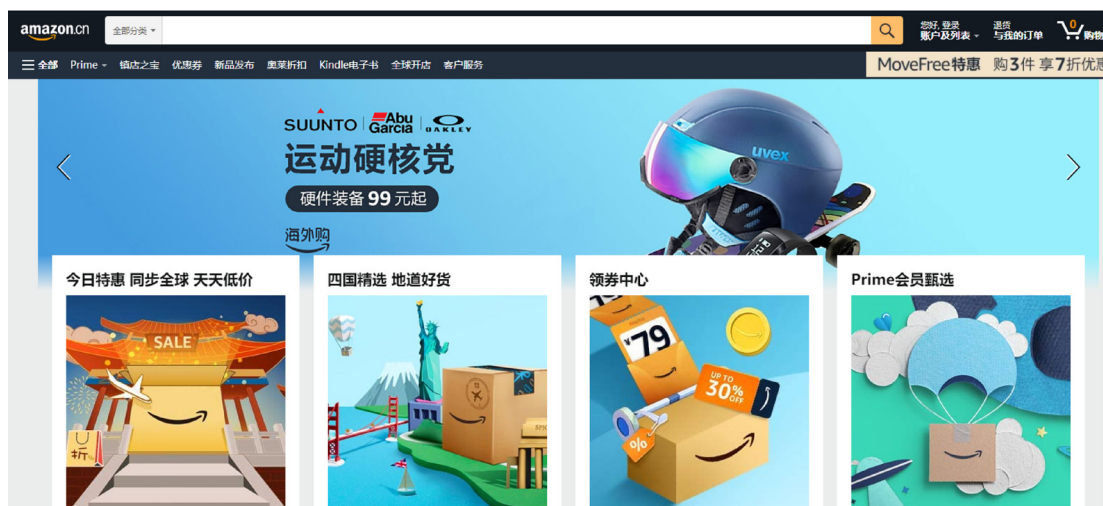 amazon.cn
全部分类
您好, 登录
账户及列表
退货
与我的订单
0
购物
全部
Prime
镇店之宝
优惠券
新品发布
奥莱折扣
Kindle电子书
全球开店
客户服务
MoveFree特惠 购3件 享7折优惠
SUUNTO
Abu Garcia
OAKLEY
运动硬核党
硬件装备 99 元起
海外购
uvex
今日特惠 同步全球 天天低价
SALE
折
四国精选 地道好货
领券中心
¥79
UP TO
30% OFF
%
Prime会员甄选